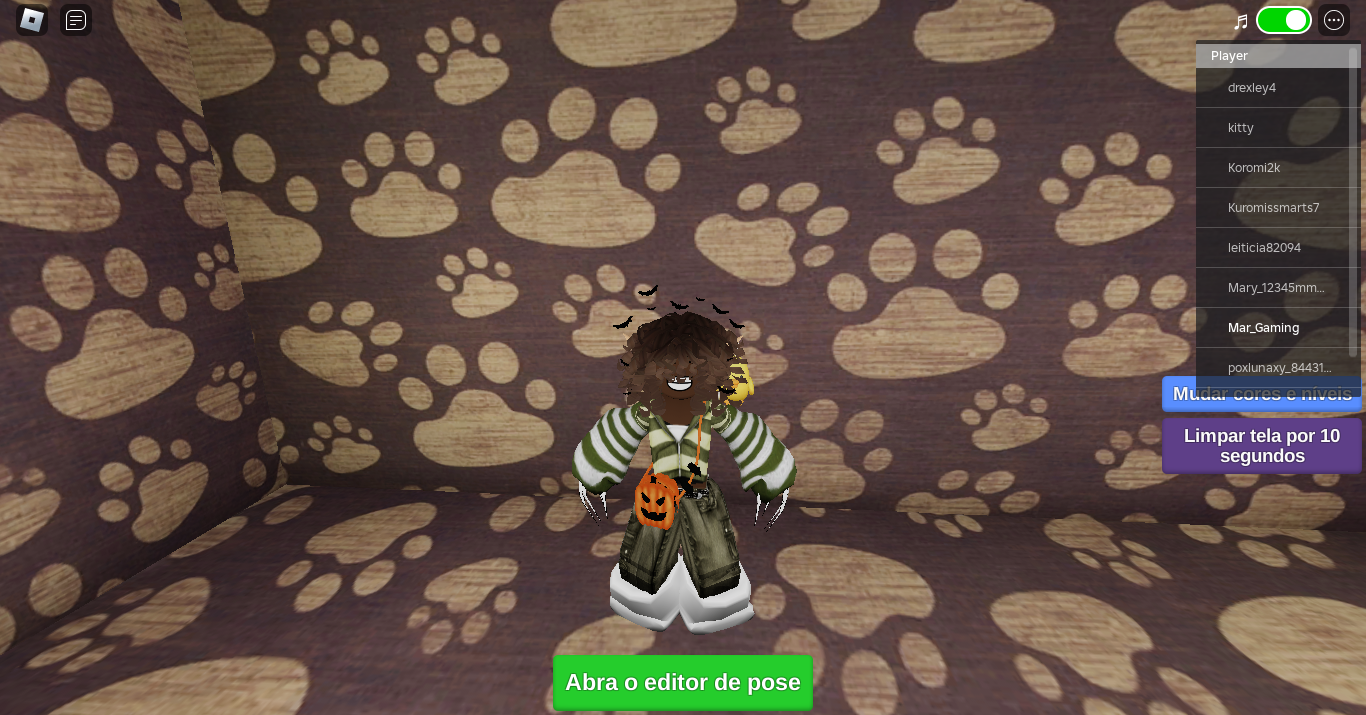 Player
drexley4
kitty
Koromi2k
Kuromissmarts7
leiticia82094
Mary_12345mm...
Mar_Gaming
poxlunaxy_84431...
Mudar cores e níveis
Limpar tela por 10
segundos
Abra o editor de pose